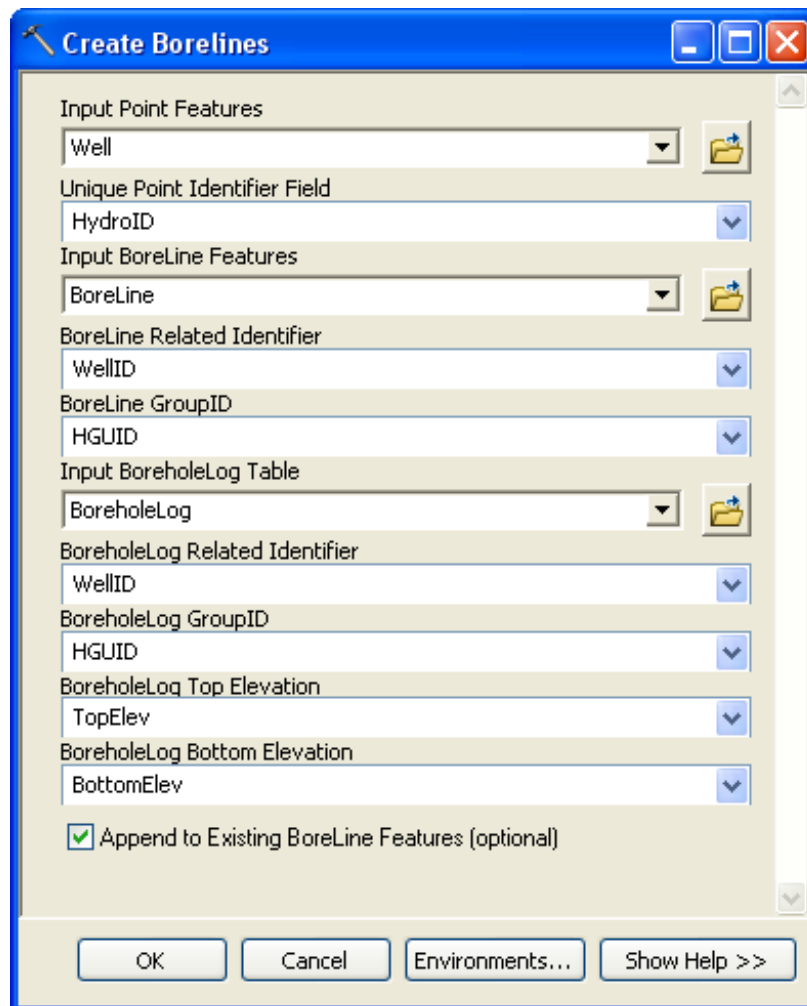 Create Borelines
Input Point Features
Well
Unique Point Identifier Field
HydroID
Input BoreLine Features
BoreLine
BoreLine Related Identifier
WellID
BoreLine GroupID
HGUID
Input BoreholeLog Table
BoreholeLog
BoreholeLog Related Identifier
WellID
BoreholeLog GroupID
HGUID
BoreholeLog Top Elevation
TopElev
BoreholeLog Bottom Elevation
BottomElev
Append to Existing BoreLine Features (optional)
OK Cancel Environments... Show Help >>